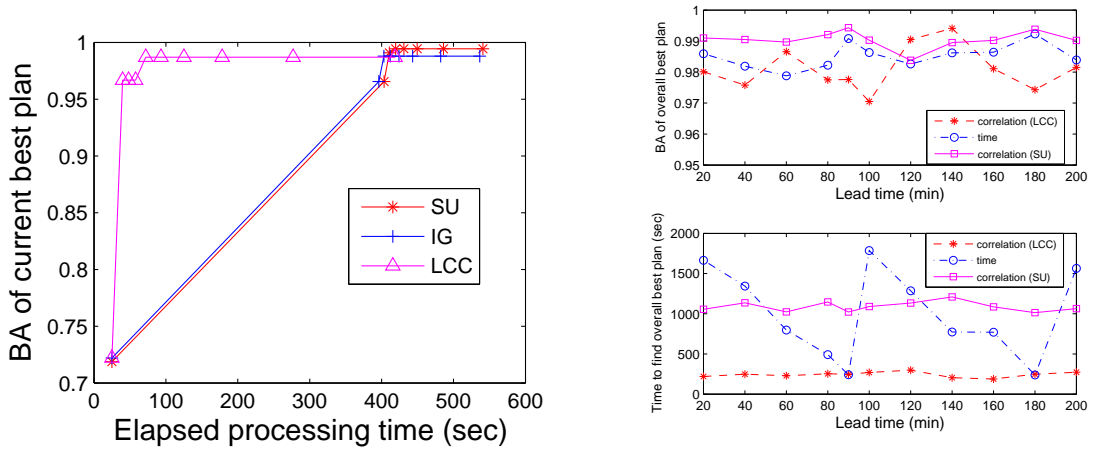 BA of current best plan
1
0.95
0.9
0.85
0.8
0.75
0.7
0 100 200 300 400 500 600
Elapsed processing time (sec)
SU
IG
LCC
BA of overall best plan
1
0.99
0.98
0.97
0.96
0.95
20 40 60 80 100 120 140 160 180 200
Lead time (min)
correlation (LCC)
time
correlation (SU)
Time to find overall best plan (sec)
2000
1500
1000
500
0
20 40 60 80 100 120 140 160 180 200
Lead time (min)
correlation (LCC)
time
correlation (SU)